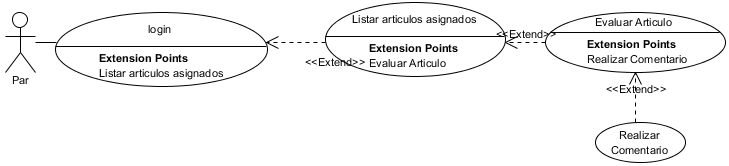 login
Extension Points
Listar articulos asignados
Par
<<Extend>>
Listar articulos asignados
Extension Points
Evaluar Articulo
<<Extend>>
Evaluar Articulo
Extension Points
Realizar Comentario
<<Extend>>
Realizar
Comentario